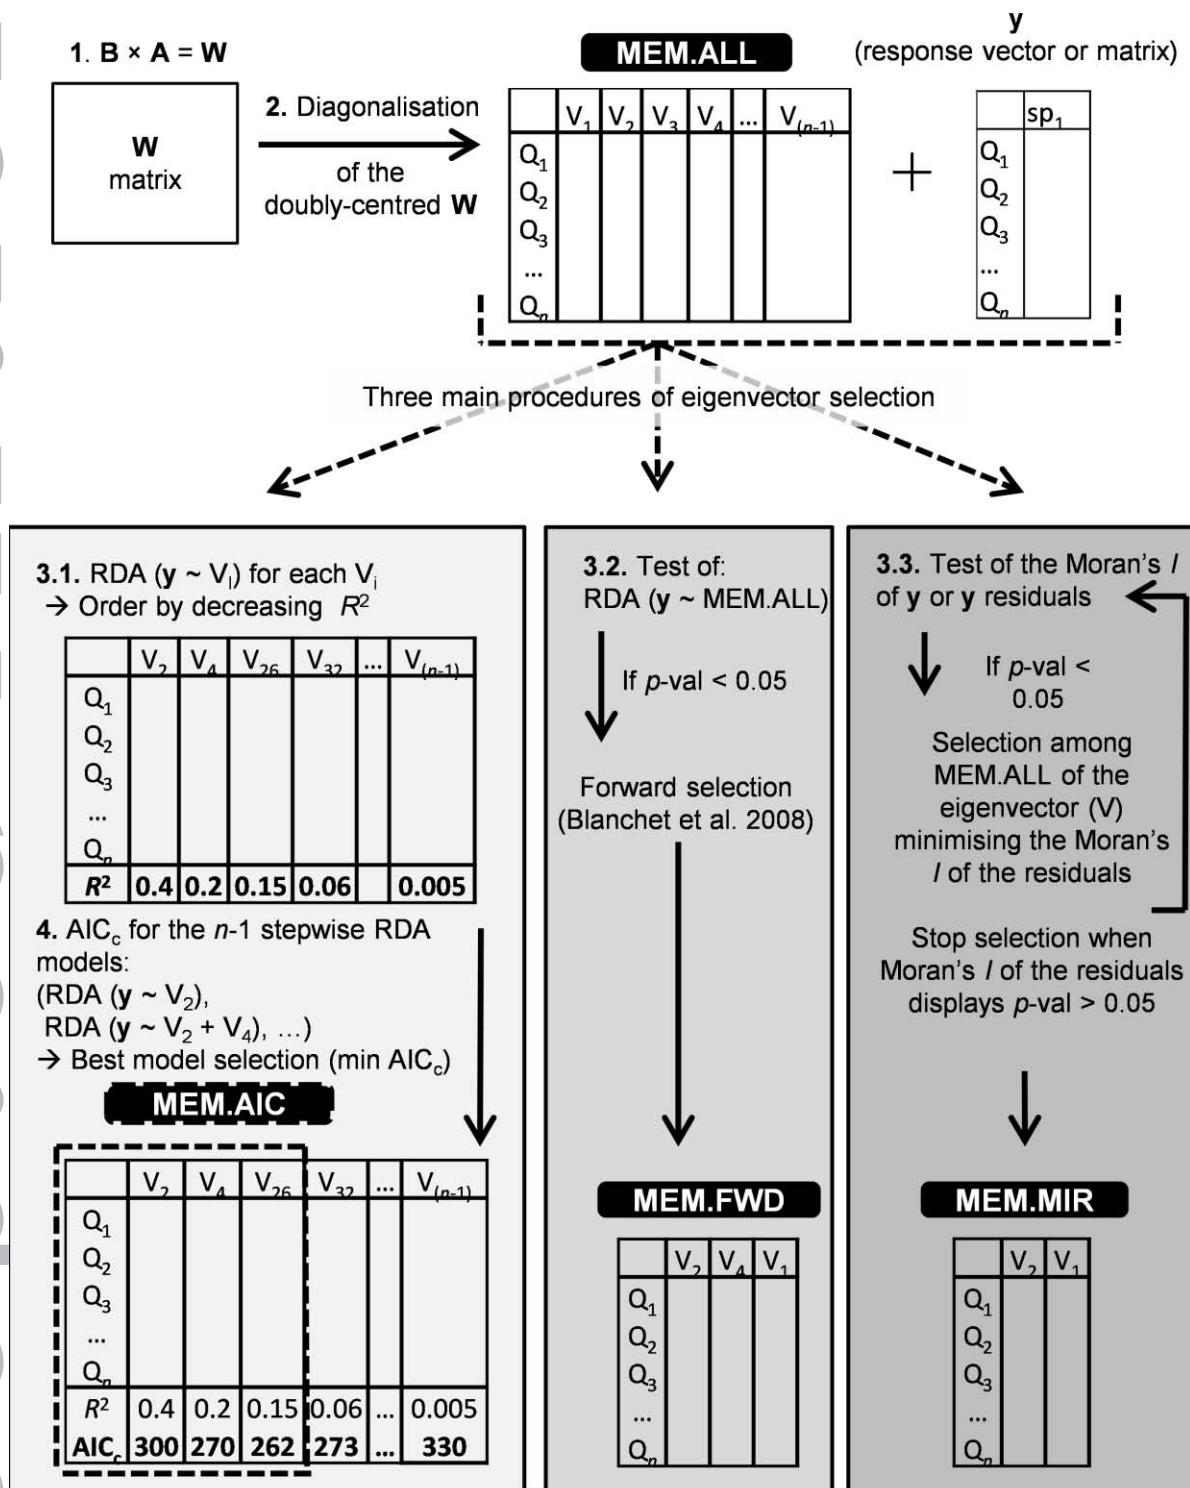 1. B × A = W
W
matrix
2. Diagonalisation
of the
doubly-centred W
MEM.ALL
V1 V2 V3 V4 ... V(n-1)
Q1
Q2
Q3
...
Qn
+
y
(response vector or matrix)
sp1
Q1
Q2
Q3
...
Qn
Three main procedures of eigenvector selection
3.1. RDA (y ~ Vi) for each Vi
→ Order by decreasing R²
V2 V4 V26 V32 ... V(n-1)
Q1
Q2
Q3
...
Qn
R² 0.4 0.2 0.15 0.06 0.005
4. AICc for the n-1 stepwise RDA
models:
(RDA (y ~ V2),
RDA (y ~ V2 + V4), …)
→ Best model selection (min AICc)
MEM.AIC
V2 V4 V26 V32 ... V(n-1)
Q1
Q2
Q3
...
Qn
R² 0.4 0.2 0.15 0.06 ... 0.005
AICc 300 270 262 273 ... 330
3.2. Test of:
RDA (y ~ MEM.ALL)
If p-val < 0.05
Forward selection
(Blanchet et al. 2008)
MEM.FWD
V2 V4 V1
Q1
Q2
Q3
...
Qn
3.3. Test of the Moran's I
of y or y residuals
If p-val <
0.05
Selection among
MEM.ALL of the
eigenvector (V)
minimising the Moran's
I of the residuals
Stop selection when
Moran's I of the residuals
displays p-val > 0.05
MEM.MIR
V2 V1
Q1
Q2
Q3
...
Qn